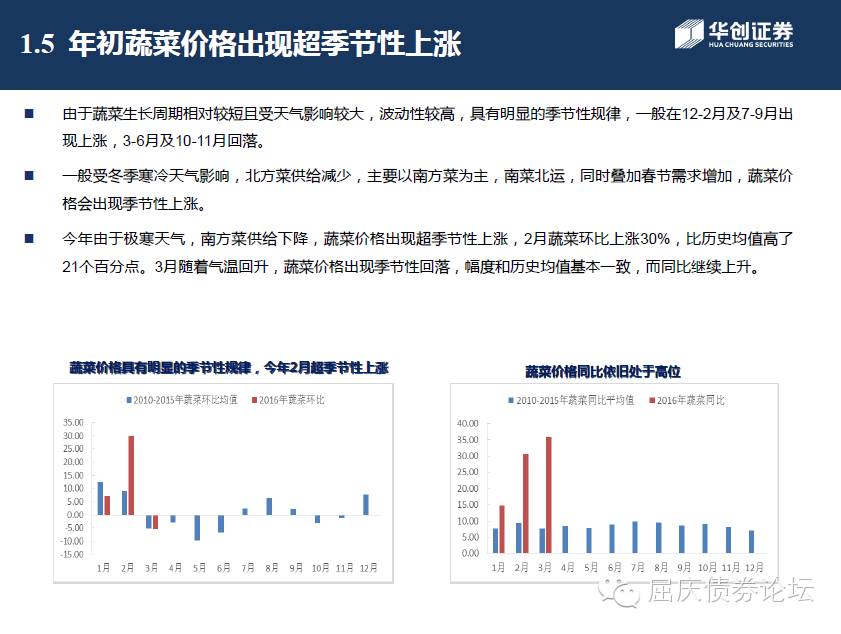 1.5 年初蔬菜价格出现超季节性上涨
华创证券
HUA CHUANG SECURITIES
■ 由于蔬菜生长周期相对较短且受天气影响较大，波动性较高，具有明显的季节性规律，一般在12-2月及7-9月出
现上涨，3-6月及10-11月回落。
■ 一般受冬季寒冷天气影响，北方菜供给减少，主要以南方菜为主，南菜北运，同时叠加春节需求增加，蔬菜价
格会出现季节性上涨。
■ 今年由于极寒天气，南方菜供给下降，蔬菜价格出现超季节性上涨，2月蔬菜环比上涨30%，比历史均值高了
21个百分点。3月随着气温回升，蔬菜价格出现季节性回落，幅度和历史均值基本一致，而同比继续上升。
蔬菜价格具有明显的季节性规律，今年2月超季节性上涨
2010-2015年蔬菜环比均值 2016年蔬菜环比
35.00
30.00
25.00
20.00
15.00
10.00
5.00
0.00
-5.00
-10.00
-15.00
1月 2月 3月 4月 5月 6月 7月 8月 9月 10月 11月 12月
蔬菜价格同比依旧处于高位
2010-2015年蔬菜同比平均值 2016年蔬菜同比
40.00
35.00
30.00
25.00
20.00
15.00
10.00
5.00
0.00
1月 2月 3月 4月 5月 6月 7月 8月 9月 10月 11月 12月
屈庆债券论坛